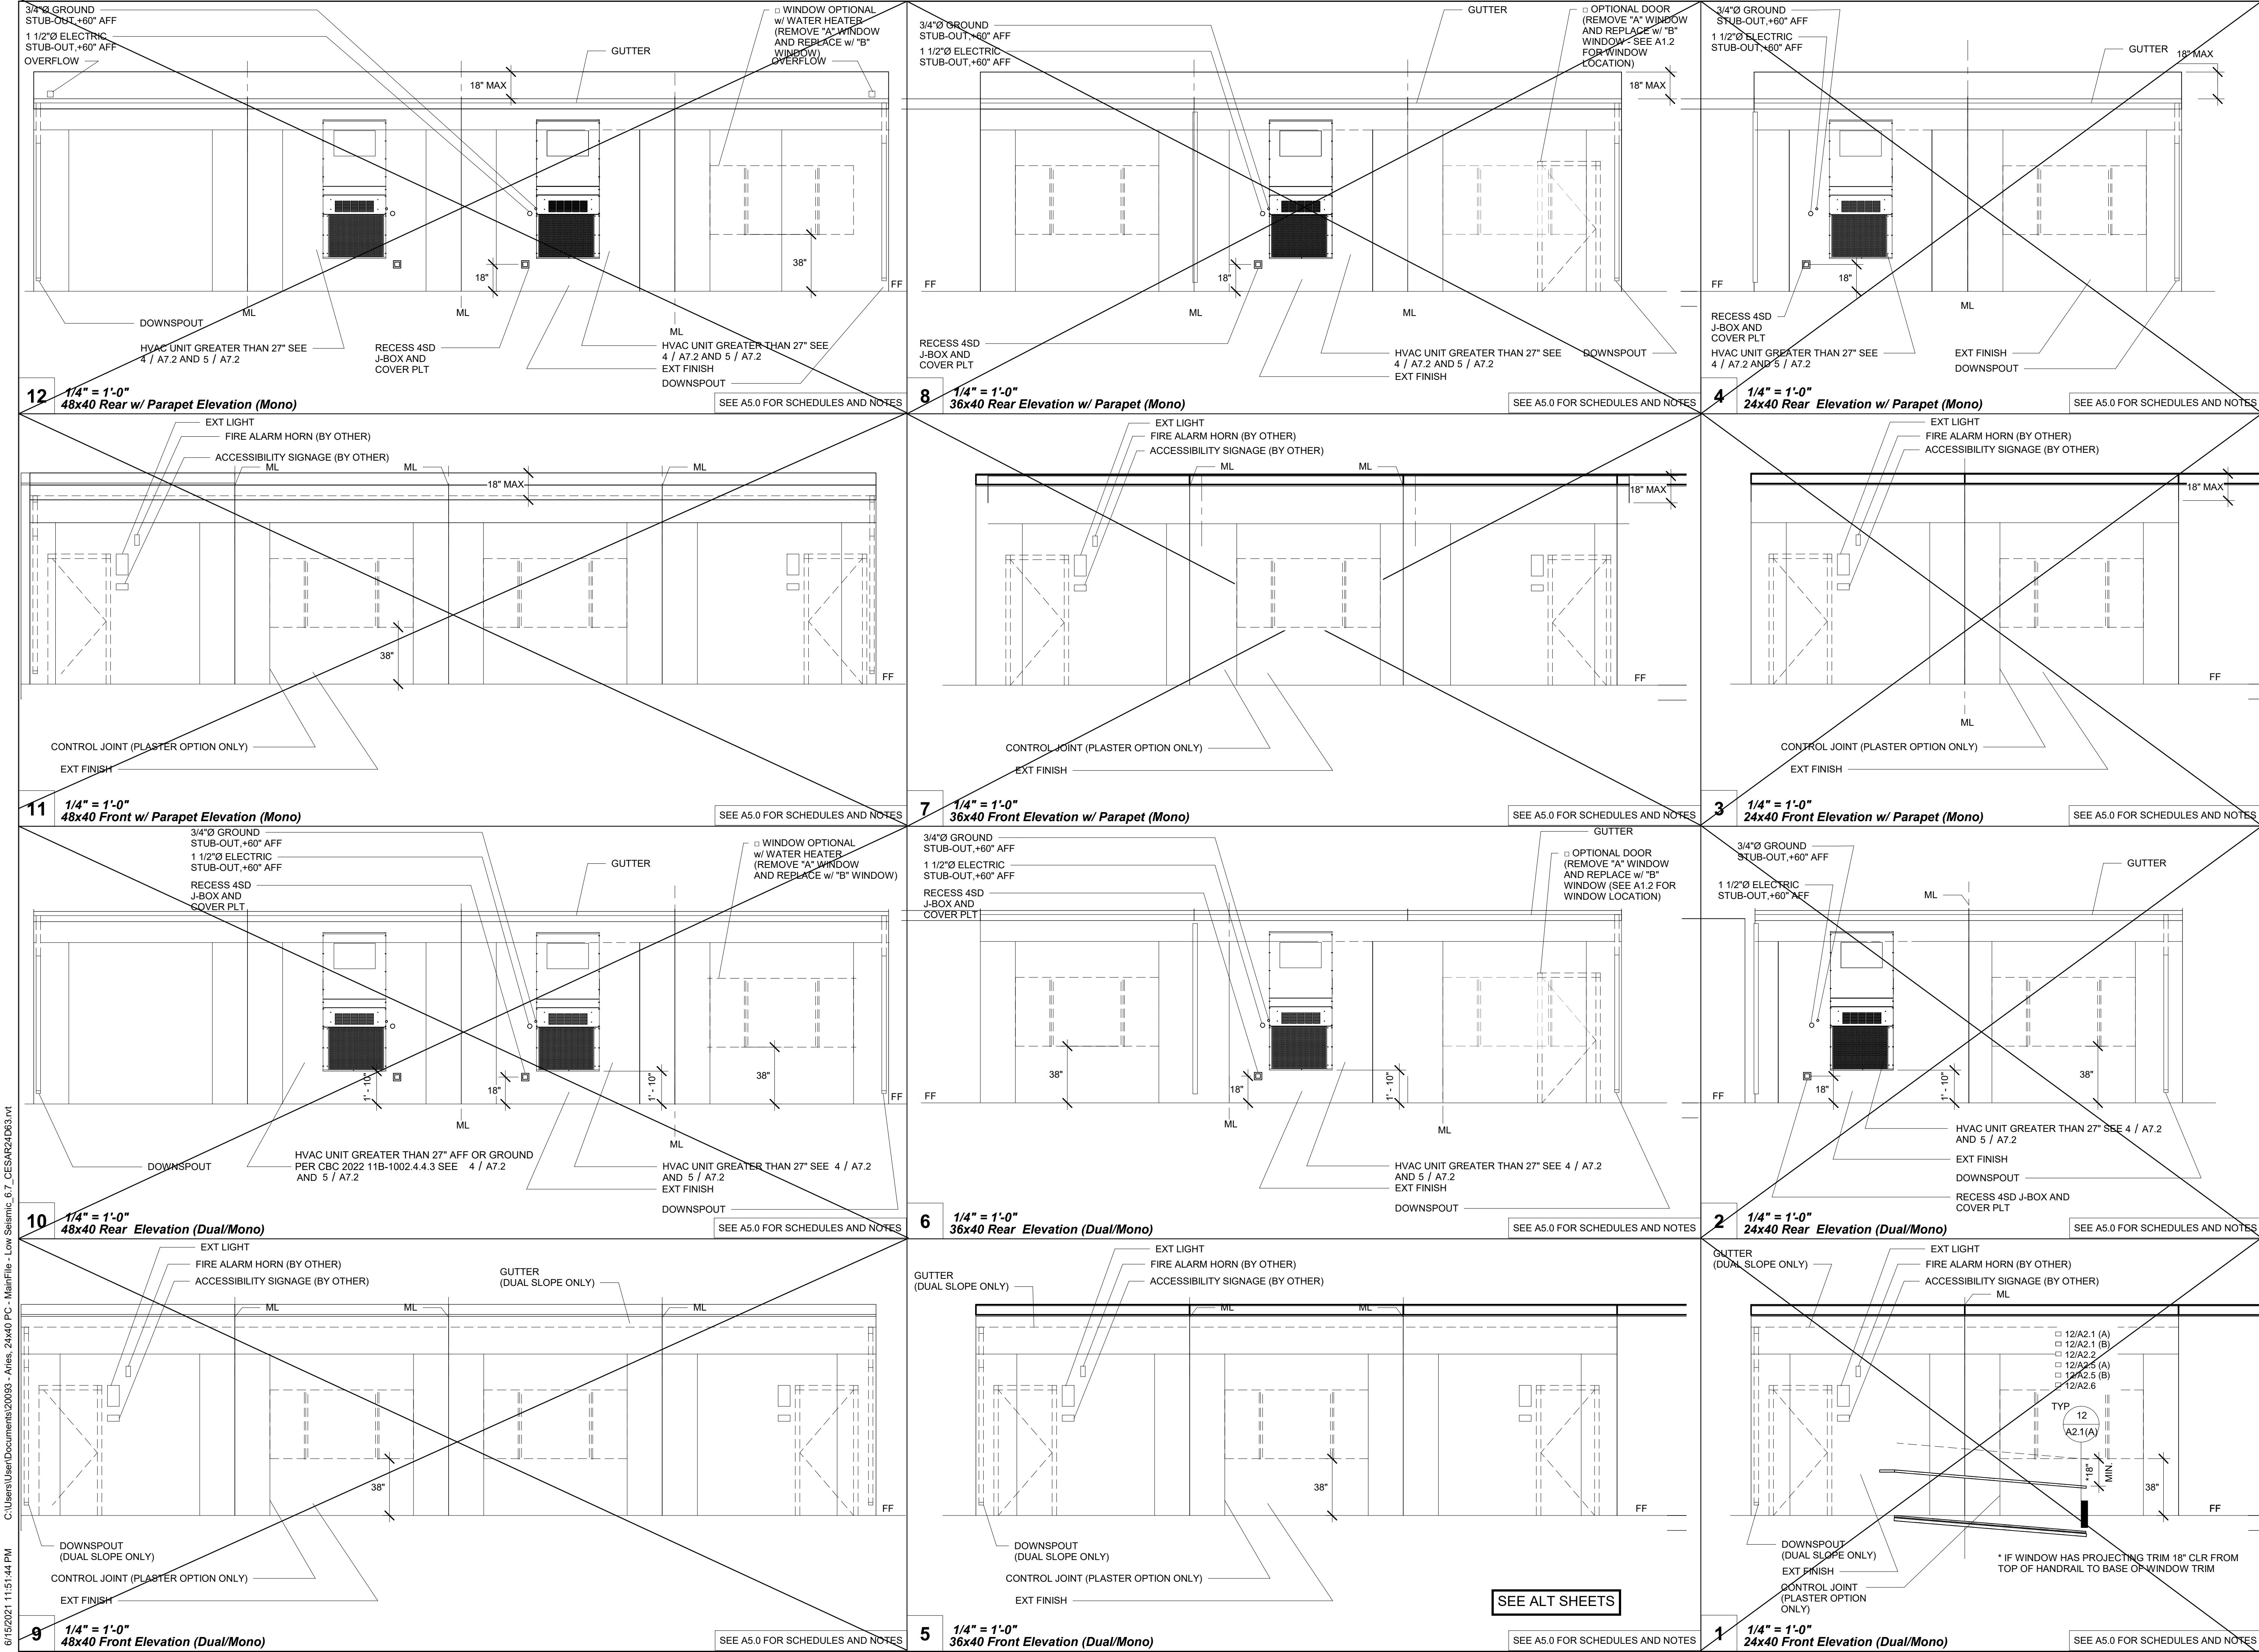 3/4"Ø GROUND
STUB-OUT,+60" AFF
1 1/2"Ø ELECTRIC
STUB-OUT,+60" AFF
OVERFLOW
GUTTER
18" MAX
□ WINDOW OPTIONAL
w/ WATER HEATER
(REMOVE "A" WINDOW
AND REPLACE w/ "B"
WINDOW)
OVERFLOW
38"
18"
FF
ML
ML
ML
DOWNSPOUT
HVAC UNIT GREATER THAN 27" SEE
4 / A7.2 AND 5 / A7.2
RECESS 4SD
J-BOX AND
COVER PLT
HVAC UNIT GREATER THAN 27" SEE
4 / A7.2 AND 5 / A7.2
EXT FINISH
DOWNSPOUT
12
1/4" = 1'-0"
48x40 Rear w/ Parapet Elevation (Mono)
SEE A5.0 FOR SCHEDULES AND NOTES
3/4"Ø GROUND
STUB-OUT,+60" AFF
1 1/2"Ø ELECTRIC
STUB-OUT,+60" AFF
GUTTER
□ OPTIONAL DOOR
(REMOVE "A" WINDOW
AND REPLACE w/ "B"
WINDOW - SEE A1.2
FOR WINDOW
LOCATION)
18" MAX
18"
FF
ML
ML
RECESS 4SD
J-BOX AND
COVER PLT
HVAC UNIT GREATER THAN 27" SEE
4 / A7.2 AND 5 / A7.2
EXT FINISH
DOWNSPOUT
8
1/4" = 1'-0"
36x40 Rear Elevation w/ Parapet (Mono)
SEE A5.0 FOR SCHEDULES AND NOTES
3/4"Ø GROUND
STUB-OUT,+60" AFF
1 1/2"Ø ELECTRIC
STUB-OUT,+60" AFF
GUTTER
18" MAX
18"
FF
ML
RECESS 4SD
J-BOX AND
COVER PLT
HVAC UNIT GREATER THAN 27" SEE
4 / A7.2 AND 5 / A7.2
EXT FINISH
DOWNSPOUT
4
1/4" = 1'-0"
24x40 Rear Elevation w/ Parapet (Mono)
SEE A5.0 FOR SCHEDULES AND NOTES
EXT LIGHT
FIRE ALARM HORN (BY OTHER)
ACCESSIBILITY SIGNAGE (BY OTHER)
ML
ML
ML
18" MAX
38"
FF
CONTROL JOINT (PLASTER OPTION ONLY)
EXT FINISH
11
1/4" = 1'-0"
48x40 Front w/ Parapet Elevation (Mono)
SEE A5.0 FOR SCHEDULES AND NOTES
EXT LIGHT
FIRE ALARM HORN (BY OTHER)
ACCESSIBILITY SIGNAGE (BY OTHER)
ML
ML
18" MAX
FF
CONTROL JOINT (PLASTER OPTION ONLY)
EXT FINISH
7
1/4" = 1'-0"
36x40 Front Elevation w/ Parapet (Mono)
SEE A5.0 FOR SCHEDULES AND NOTES
EXT LIGHT
FIRE ALARM HORN (BY OTHER)
ACCESSIBILITY SIGNAGE (BY OTHER)
18" MAX
FF
ML
CONTROL JOINT (PLASTER OPTION ONLY)
EXT FINISH
3
1/4" = 1'-0"
24x40 Front Elevation w/ Parapet (Mono)
SEE A5.0 FOR SCHEDULES AND NOTES
3/4"Ø GROUND
STUB-OUT,+60" AFF
1 1/2"Ø ELECTRIC
STUB-OUT,+60" AFF
RECESS 4SD
J-BOX AND
COVER PLT
GUTTER
□ WINDOW OPTIONAL
w/ WATER HEATER
(REMOVE "A" WINDOW
AND REPLACE w/ "B" WINDOW)
1' - 10"
18"
1' - 10"
38"
FF
ML
ML
DOWNSPOUT
HVAC UNIT GREATER THAN 27" AFF OR GROUND
PER CBC 2022 11B-1002.4.4.3 SEE 4 / A7.2
AND 5 / A7.2
HVAC UNIT GREATER THAN 27" SEE 4 / A7.2
AND 5 / A7.2
EXT FINISH
DOWNSPOUT
10
1/4" = 1'-0"
48x40 Rear Elevation (Dual/Mono)
SEE A5.0 FOR SCHEDULES AND NOTES
3/4"Ø GROUND
STUB-OUT,+60" AFF
1 1/2"Ø ELECTRIC
STUB-OUT,+60" AFF
RECESS 4SD
J-BOX AND
COVER PLT
GUTTER
□ OPTIONAL DOOR
(REMOVE "A" WINDOW
AND REPLACE w/ "B"
WINDOW (SEE A1.2 FOR
WINDOW LOCATION)
38"
18"
1' - 10"
FF
ML
ML
HVAC UNIT GREATER THAN 27" SEE 4 / A7.2
AND 5 / A7.2
EXT FINISH
DOWNSPOUT
6
1/4" = 1'-0"
36x40 Rear Elevation (Dual/Mono)
SEE A5.0 FOR SCHEDULES AND NOTES
3/4"Ø GROUND
STUB-OUT,+60" AFF
1 1/2"Ø ELECTRIC
STUB-OUT,+60" AFF
ML
GUTTER
18"
1' - 10"
38"
FF
HVAC UNIT GREATER THAN 27" SEE 4 / A7.2
AND 5 / A7.2
EXT FINISH
DOWNSPOUT
RECESS 4SD J-BOX AND
COVER PLT
2
1/4" = 1'-0"
24x40 Rear Elevation (Dual/Mono)
SEE A5.0 FOR SCHEDULES AND NOTES
EXT LIGHT
FIRE ALARM HORN (BY OTHER)
ACCESSIBILITY SIGNAGE (BY OTHER)
GUTTER
(DUAL SLOPE ONLY)
ML
ML
ML
38"
FF
DOWNSPOUT
(DUAL SLOPE ONLY)
CONTROL JOINT (PLASTER OPTION ONLY)
EXT FINISH
9
1/4" = 1'-0"
48x40 Front Elevation (Dual/Mono)
SEE A5.0 FOR SCHEDULES AND NOTES
EXT LIGHT
FIRE ALARM HORN (BY OTHER)
ACCESSIBILITY SIGNAGE (BY OTHER)
GUTTER
(DUAL SLOPE ONLY)
ML
ML
38"
FF
DOWNSPOUT
(DUAL SLOPE ONLY)
CONTROL JOINT (PLASTER OPTION ONLY)
EXT FINISH
SEE ALT SHEETS
5
1/4" = 1'-0"
36x40 Front Elevation (Dual/Mono)
SEE A5.0 FOR SCHEDULES AND NOTES
GUTTER
(DUAL SLOPE ONLY)
EXT LIGHT
FIRE ALARM HORN (BY OTHER)
ACCESSIBILITY SIGNAGE (BY OTHER)
ML
□ 12/A2.1 (A)
□ 12/A2.1 (B)
□ 12/A2.2
□ 12/A2.5 (A)
□ 12/A2.5 (B)
□ 12/A2.6
TYP
12
A2.1(A)
*18"
MIN.
38"
FF
DOWNSPOUT
(DUAL SLOPE ONLY)
EXT FINISH
CONTROL JOINT
(PLASTER OPTION
ONLY)
* IF WINDOW HAS PROJECTING TRIM 18" CLR FROM
TOP OF HANDRAIL TO BASE OF WINDOW TRIM
1
1/4" = 1'-0"
24x40 Front Elevation (Dual/Mono)
SEE A5.0 FOR SCHEDULES AND NOTES
6/15/2021 11:51:44 PM C:\Users\User\Documents\20093 - Aries, 24x40 PC - MainFile - Low Seismic_6.7_CESAR24D63.rvt